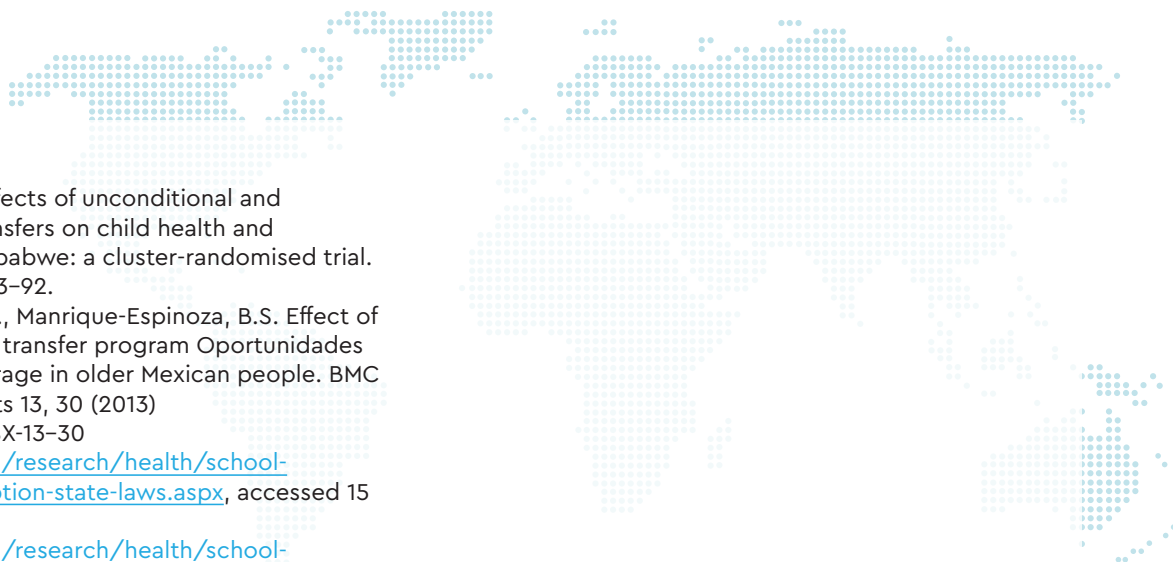 fects of unconditional and
nsfers on child health and
babwe: a cluster-randomised trial.
3–92.
., Manrique-Espinoza, B.S. Effect of
transfer program Oportunidades
rage in older Mexican people. BMC
ts 13, 30 (2013)
X-13-30
/research/health/school-
tion-state-laws.aspx, accessed 15
/research/health/school-